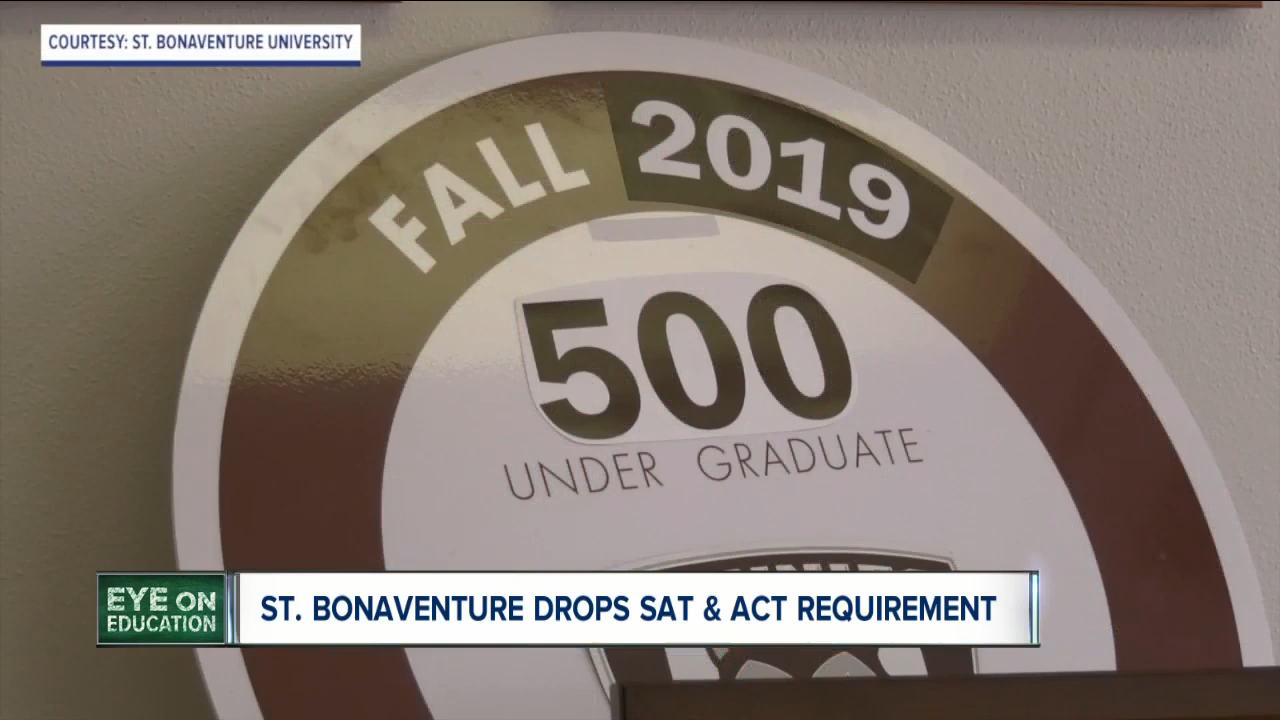 COURTESY: ST. BONAVENTURE UNIVERSITY
FALL 2019
500
UNDER GRADUATE
EYE ON
EDUCATION
ST. BONAVENTURE DROPS SAT & ACT REQUIREMENT